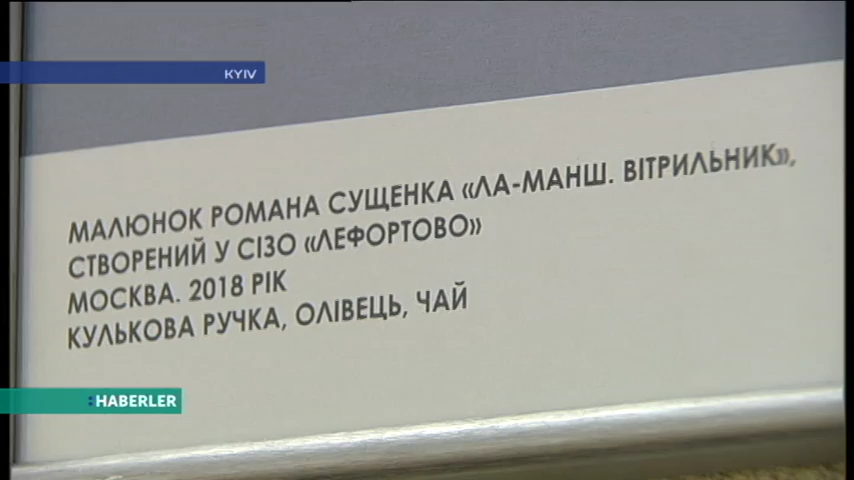 KYIV
МАЛЮНОК РОМАНА СУЩЕНКА «ЛА-МАНШ. ВІТРИЛЬНИК»,
СТВОРЕНИЙ У СІЗО «ЛЕФОРТОВО»
МОСКВА. 2018 РІК
КУЛЬКОВА РУЧКА, ОЛІВЕЦЬ, ЧАЙ
:HABERLER